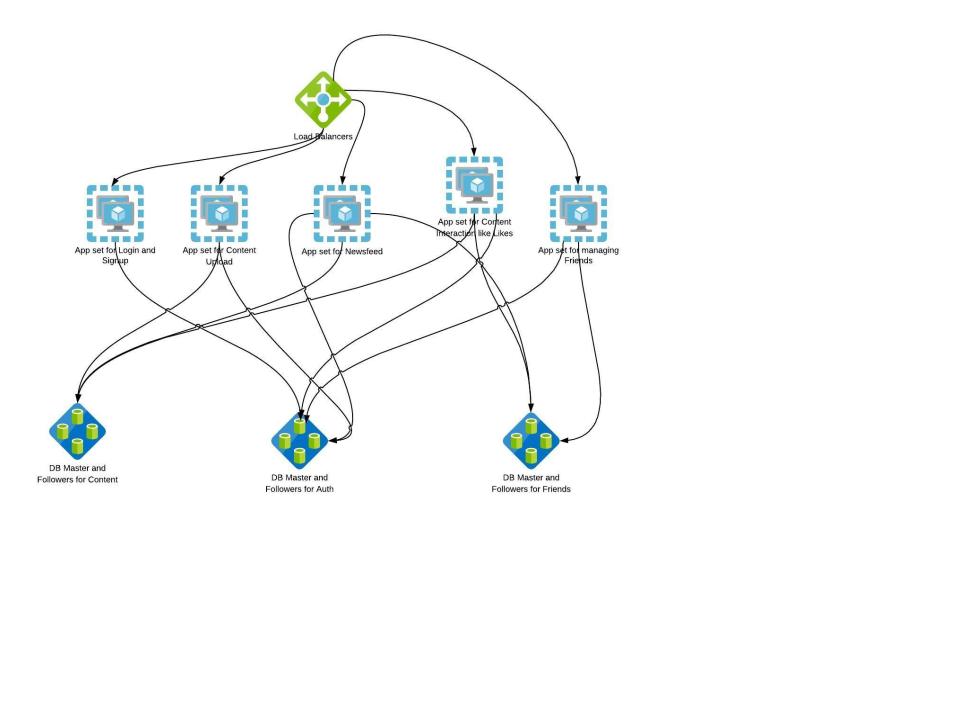 Load Balancers
App set for Login and
Signup
App set for Content
Upload
App set for Newsfeed
App set for Content
Interaction like Likes
App set for managing
Friends
DB Master and
Followers for Content
DB Master and
Followers for Auth
DB Master and
Followers for Friends